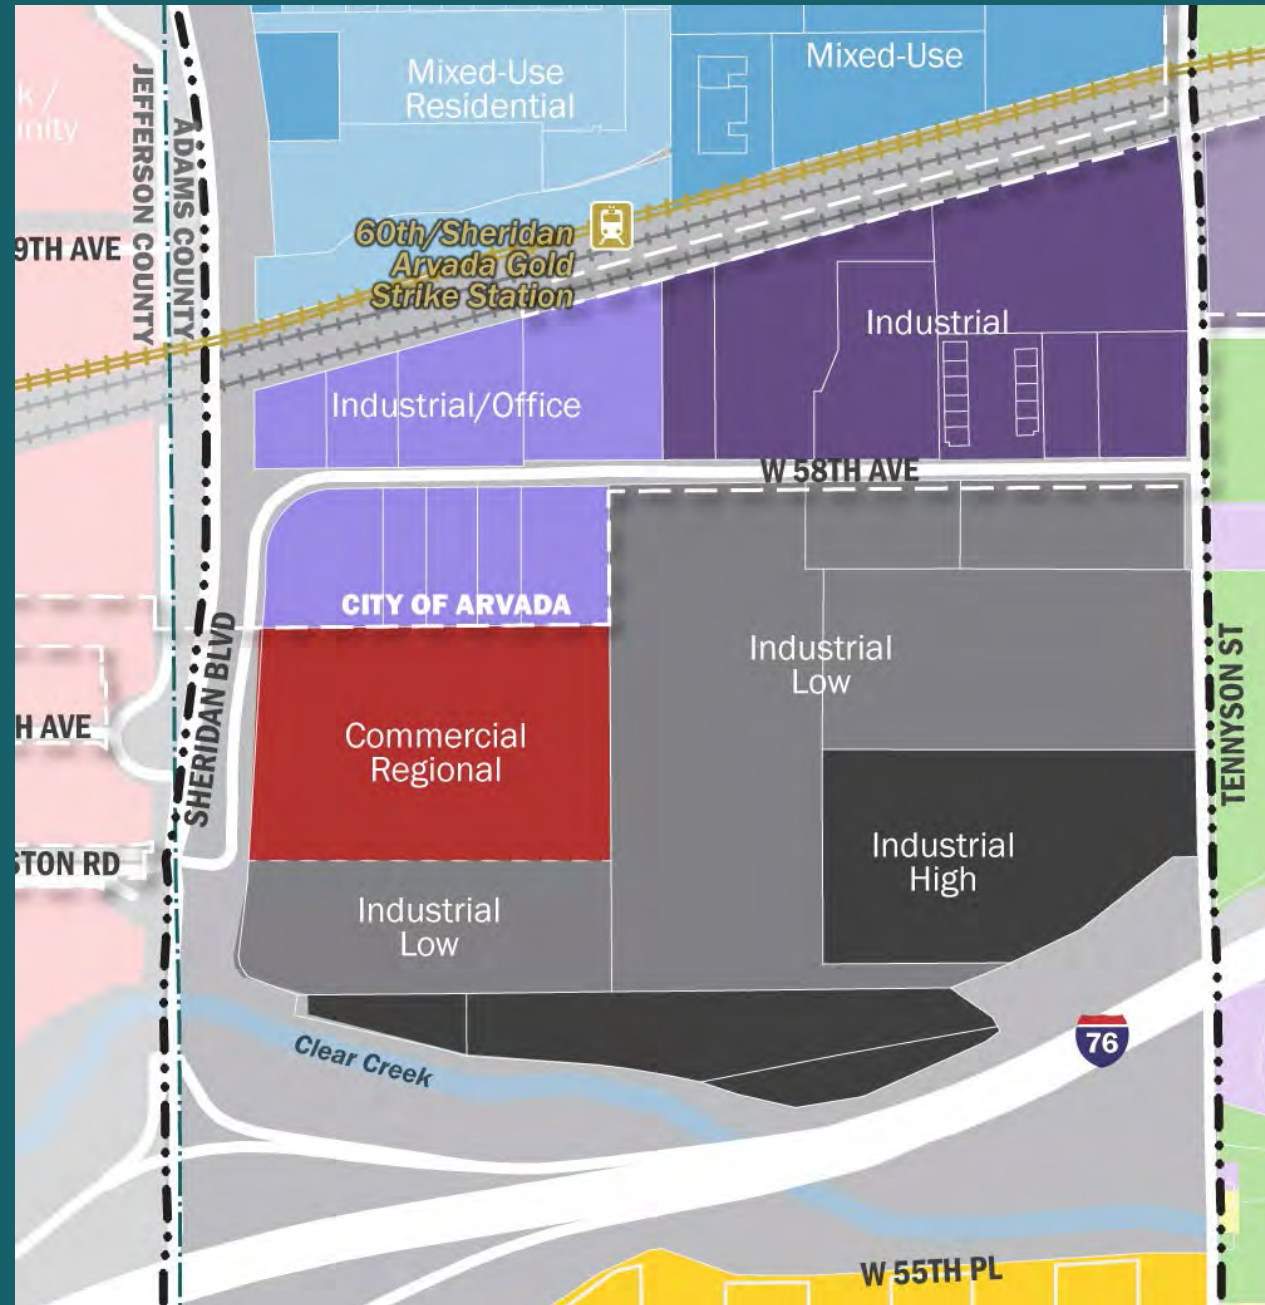 Mixed-Use
Residential
Mixed-Use
k /
JEFFERSON COUNTY
ADAMS COUNTY
9TH AVE
60th/Sheridan
Arvada Gold
Strike Station
Industrial
Industrial/Office
W 58TH AVE
CITY OF ARVADA
SHERIDAN BLVD
Industrial
Low
TENNYSON ST
H AVE
Commercial
Regional
STON RD
Industrial
High
Industrial
Low
76
Clear Creek
W 55TH PL